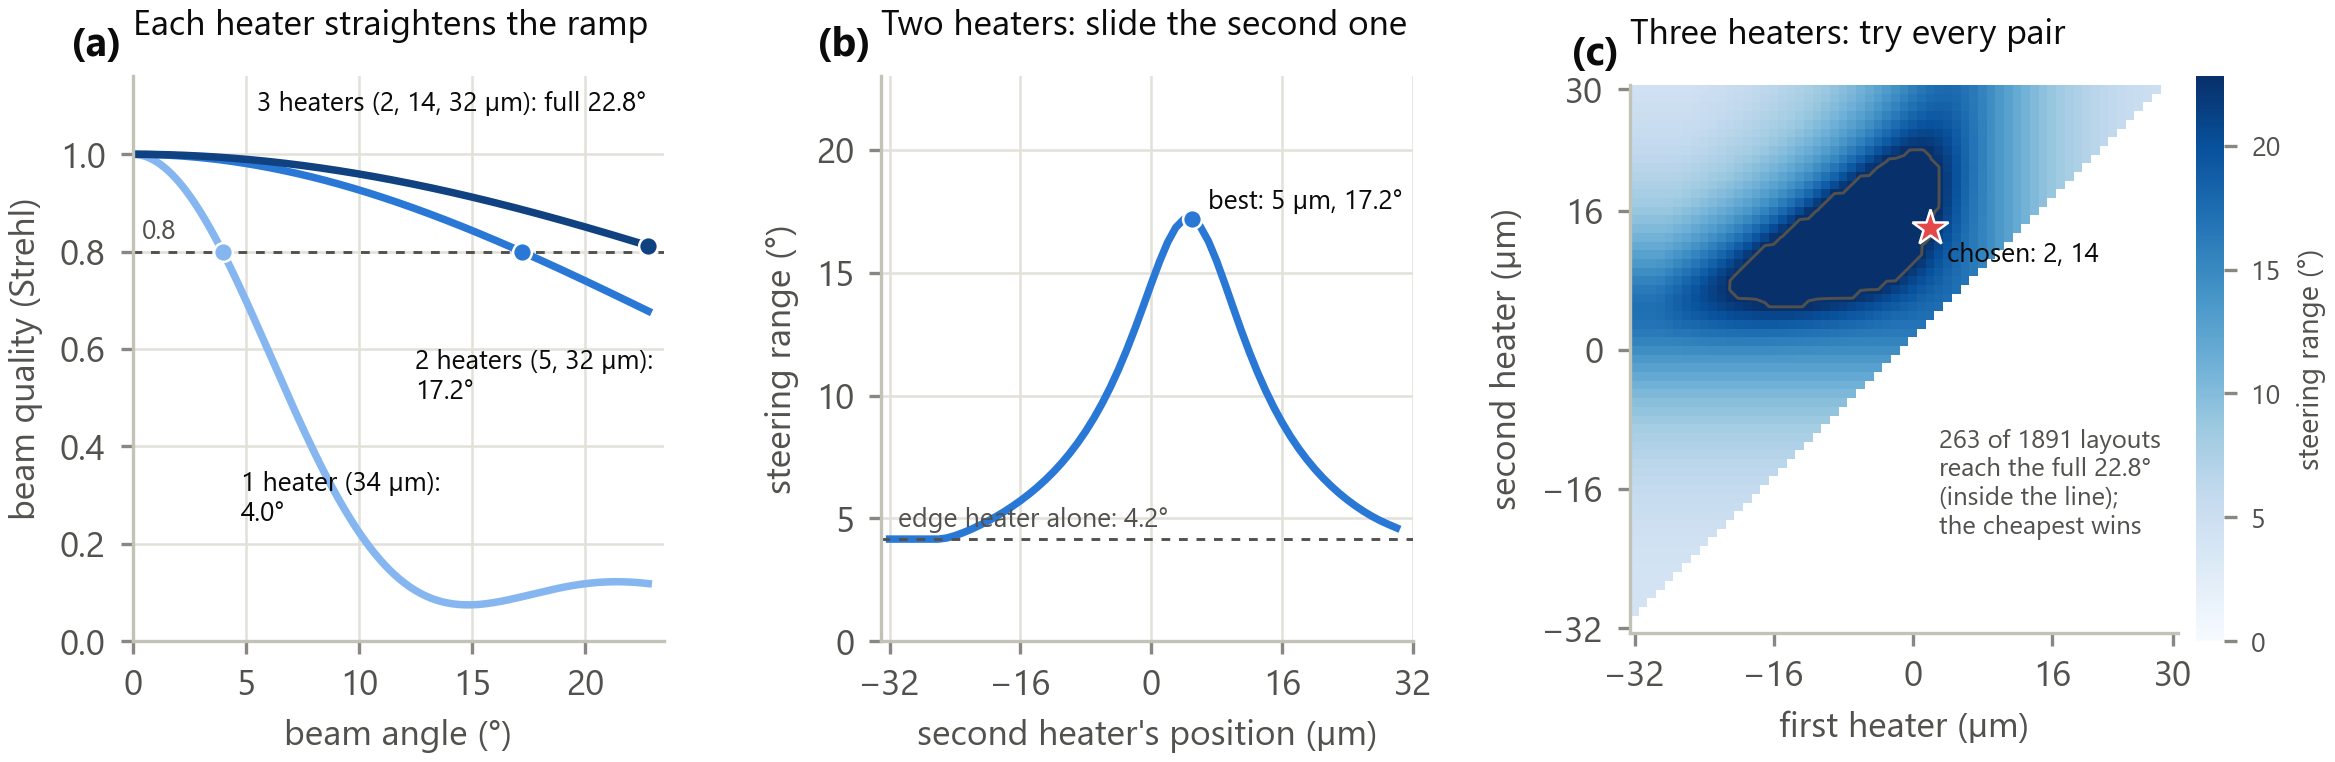 (a) Each heater straightens the ramp
3 heaters (2, 14, 32 µm): full 22.8°
0.8
2 heaters (5, 32 µm):
17.2°
1 heater (34 µm):
4.0°
beam quality (Strehl)
1.0
0.8
0.6
0.4
0.2
0.0
0 5 10 15 20
beam angle (°)
(b) Two heaters: slide the second one
best: 5 µm, 17.2°
edge heater alone: 4.2°
steering range (°)
20
15
10
5
0
−32 −16 0 16 32
second heater's position (µm)
(c) Three heaters: try every pair
chosen: 2, 14
263 of 1891 layouts
reach the full 22.8°
(inside the line);
the cheapest wins
second heater (µm)
30
16
0
−16
−32
−32 −16 0 16 30
first heater (µm)
20
15
10
5
0
steering range (°)